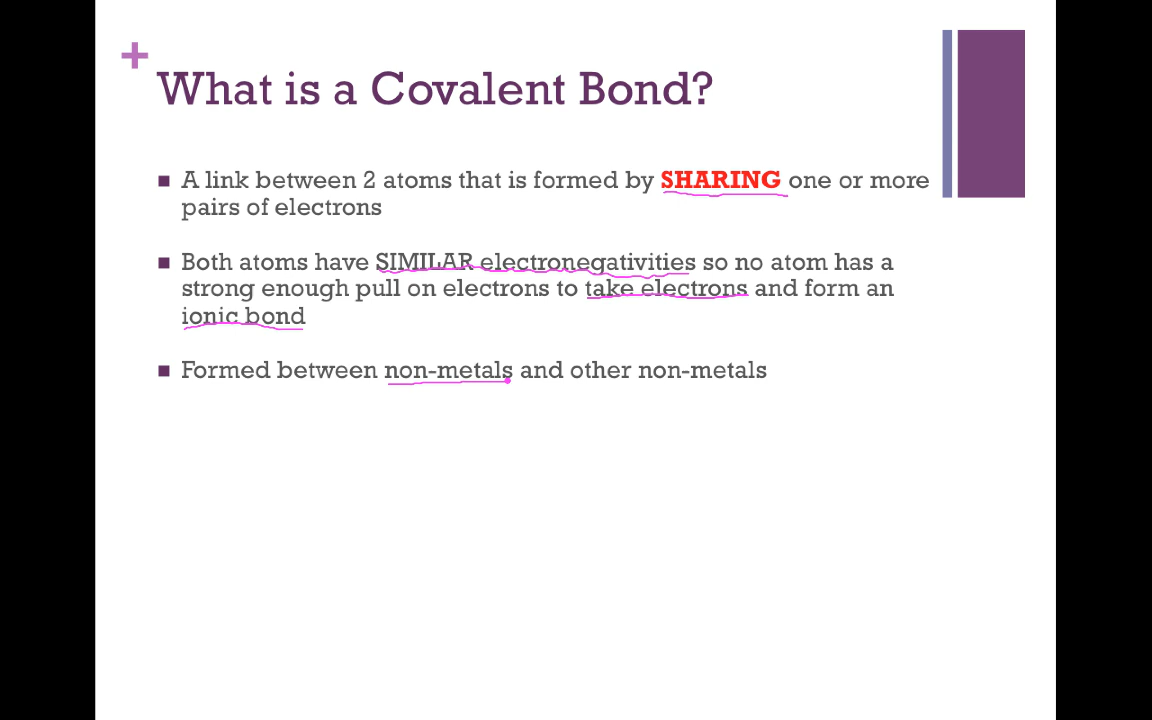 +
What is a Covalent Bond?
■ A link between 2 atoms that is formed by SHARING one or more
pairs of electrons
■ Both atoms have SIMILAR electronegativities so no atom has a
strong enough pull on electrons to take electrons and form an
ionic bond
■ Formed between non-metals and other non-metals